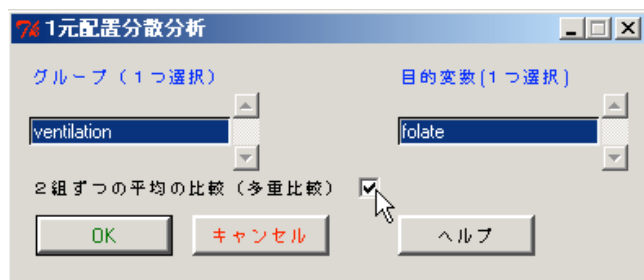 1元配置分散分析
グループ（1つ選択）
目的変数(1つ選択)
ventilation
folate
2組ずつの平均の比較（多重比較）
OK
キャンセル
ヘルプ